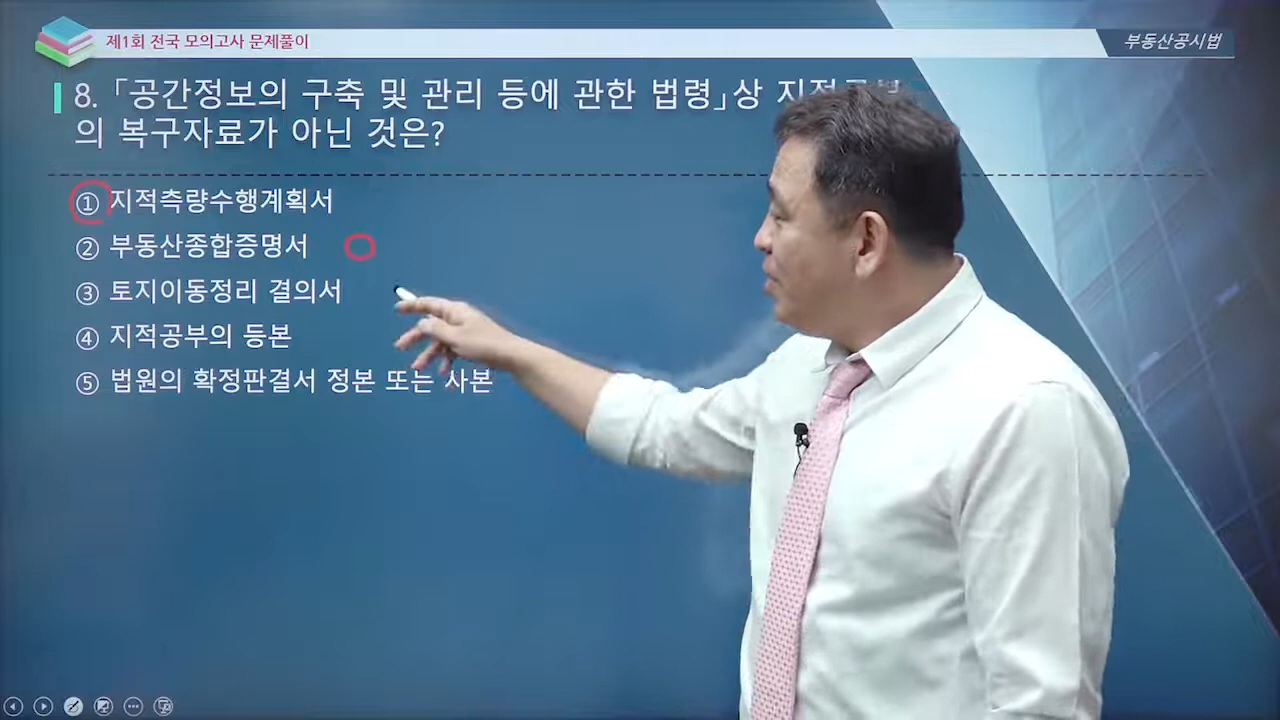 제1회 전국 모의고사 문제풀이
부동산공시법
8. 「공간정보의 구축 및 관리 등에 관한 법령」상
의 복구자료가 아닌 것은?
① 지적측량수행계획서
② 부동산종합증명서
③ 토지이동정리 결의서
④ 지적공부의 등본
⑤ 법원의 확정판결서 정본 또는 사본